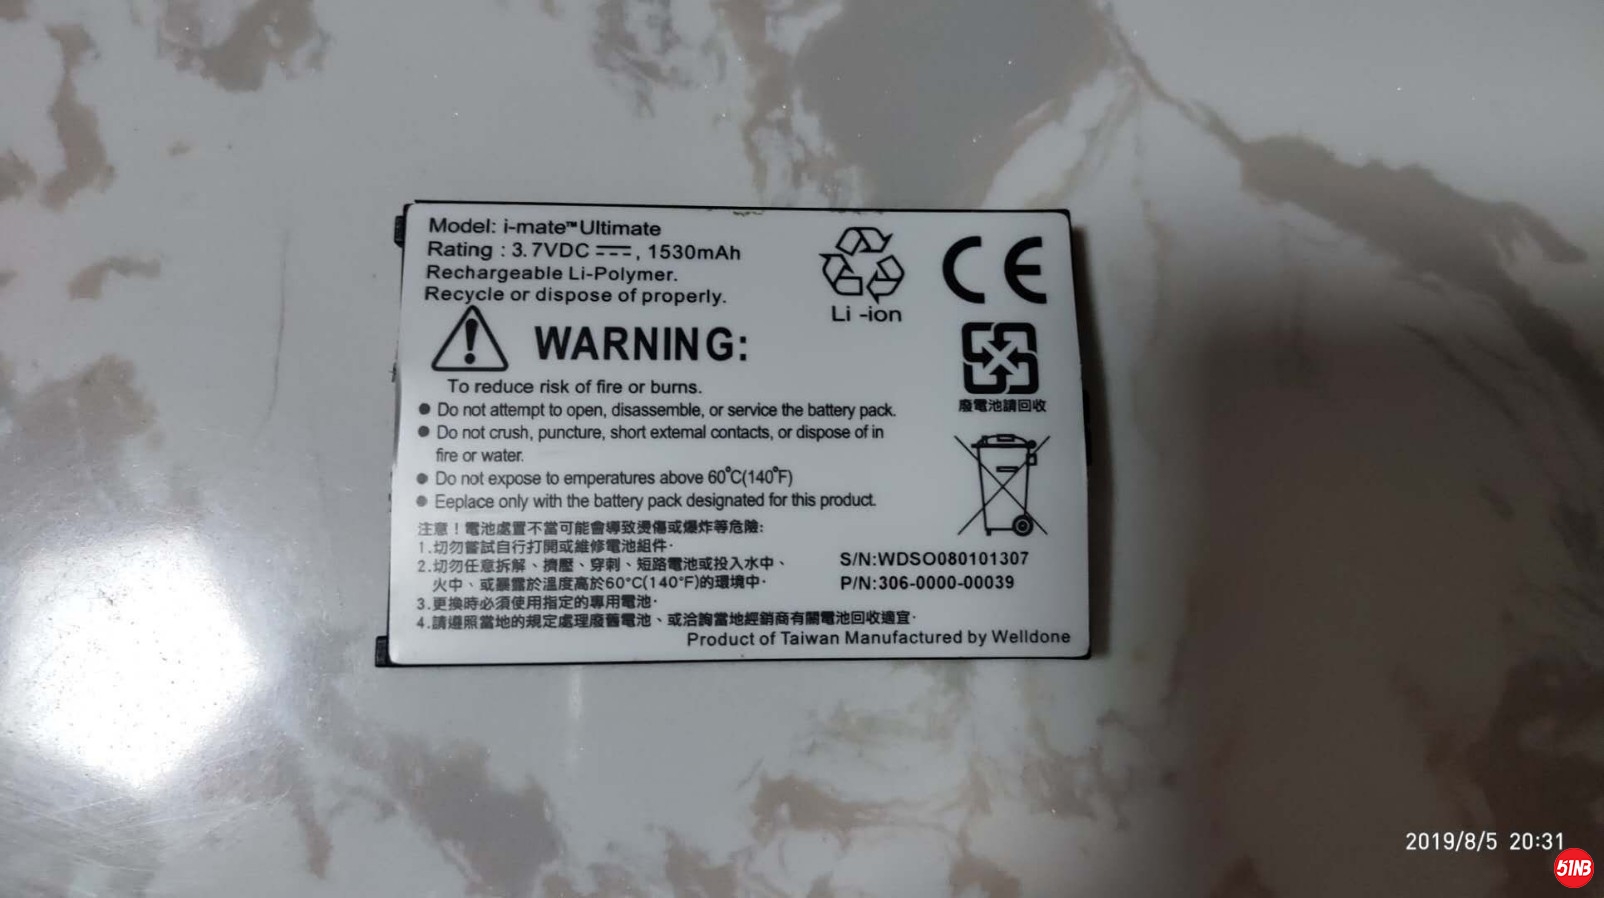 Model: i-mate™ Ultimate
Rating : 3.7VDC ⎓, 1530mAh
Rechargeable Li-Polymer.
Recycle or dispose of properly.
Li -ion
CE
WARNING:
To reduce risk of fire or burns.
● Do not attempt to open, disassemble, or service the battery pack.
● Do not crush, puncture, short external contacts, or dispose of in
fire or water.
● Do not expose to emperatures above 60°C(140°F)
● Eeplace only with the battery pack designated for this product.
廢電池請回收
注意！電池處置不當可能會導致燙傷或爆炸等危險:
1.切勿嘗試自行打開或維修電池組件·
2.切勿任意拆解、擠壓、穿刺、短路電池或投入水中、
火中、或暴露於溫度高於60°C(140°F)的環境中·
3.更換時必須使用指定的專用電池·
4.請遵照當地的規定處理廢舊電池、或洽詢當地經銷商有關電池回收適宜·
S/N:WDSO080101307
P/N:306-0000-00039
Product of Taiwan Manufactured by Welldone
2019/8/5 20:31
51NB